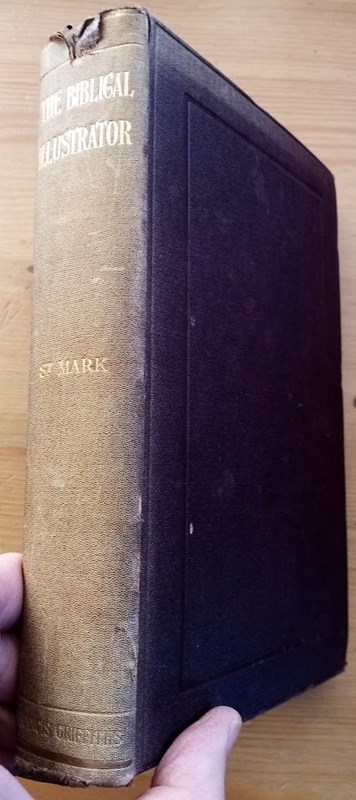 THE BIBLICAL
ILLUSTRATOR
ST MARK
GRIFFITHS